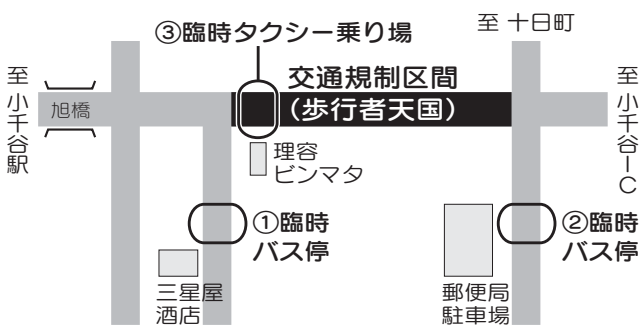 ③臨時タクシー乗り場
至 十日町
至小千谷駅
旭橋
交通規制区間
（歩行者天国）
至小千谷IC
理容
ビンマタ
①臨時
バス停
②臨時
バス停
三星屋
酒店
郵便局
駐車場